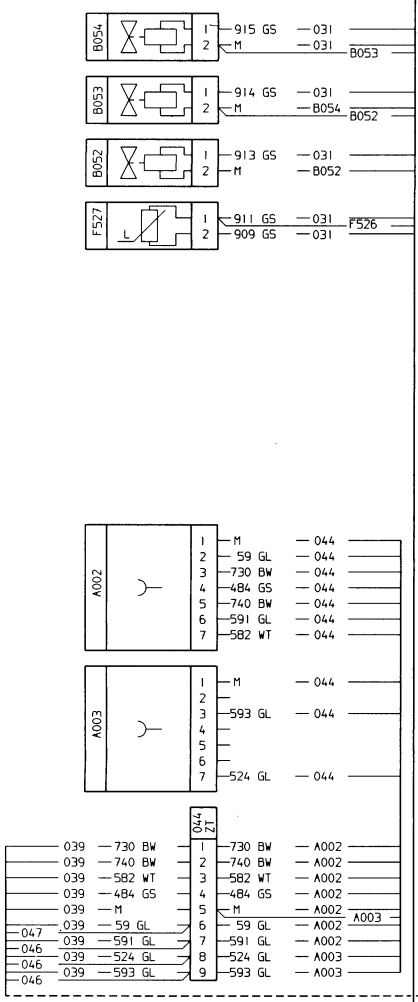 B054
1 915 GS — 031
2 M — 031
B053
B053
1 914 GS — 031
2 M — B054
B052
B052
1 913 GS — 031
2 M — B052
F527
L
1 911 GS — 031
F526
2 909 GS — 031
A002
1 M — 044
2 59 GL — 044
3 730 BW — 044
4 484 GS — 044
5 740 BW — 044
6 591 GL — 044
7 582 WT — 044
A003
1 M — 044
2
3 593 GL — 044
4
5
6
7 524 GL — 044
044 ZT
039 — 730 BW 1 730 BW — A002
039 — 740 BW 2 740 BW — A002
039 — 582 WT 3 582 WT — A002
039 — 484 GS 4 484 GS — A002
039 — M 5 M — A002
A003
039 — 59 GL 6 59 GL — A002
047
039 — 591 GL 7 591 GL — A002
046
039 — 524 GL 8 524 GL — A003
046
039 — 593 GL 9 593 GL — A003
046